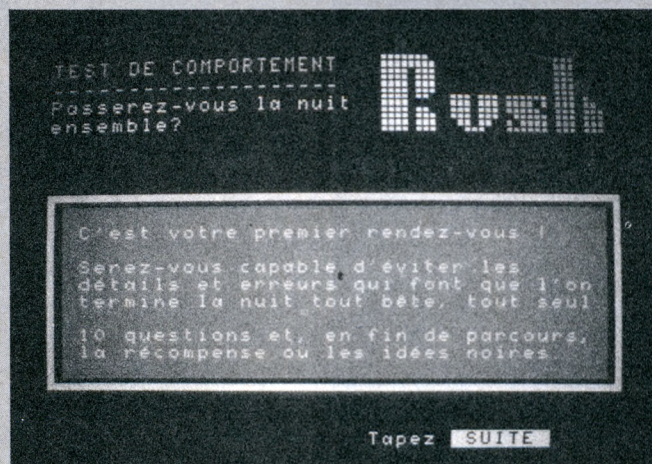 TEST DE COMPORTEMENT
Rush
Passerez-vous la nuit
ensemble?
C'est votre premier rendez-vous !
Serez-vous capable d'éviter les
détails et erreurs qui font que l'on
termine la nuit tout bête, tout seul
10 questions et, en fin de parcours,
la récompense ou les idées noires
Tapez SUITE